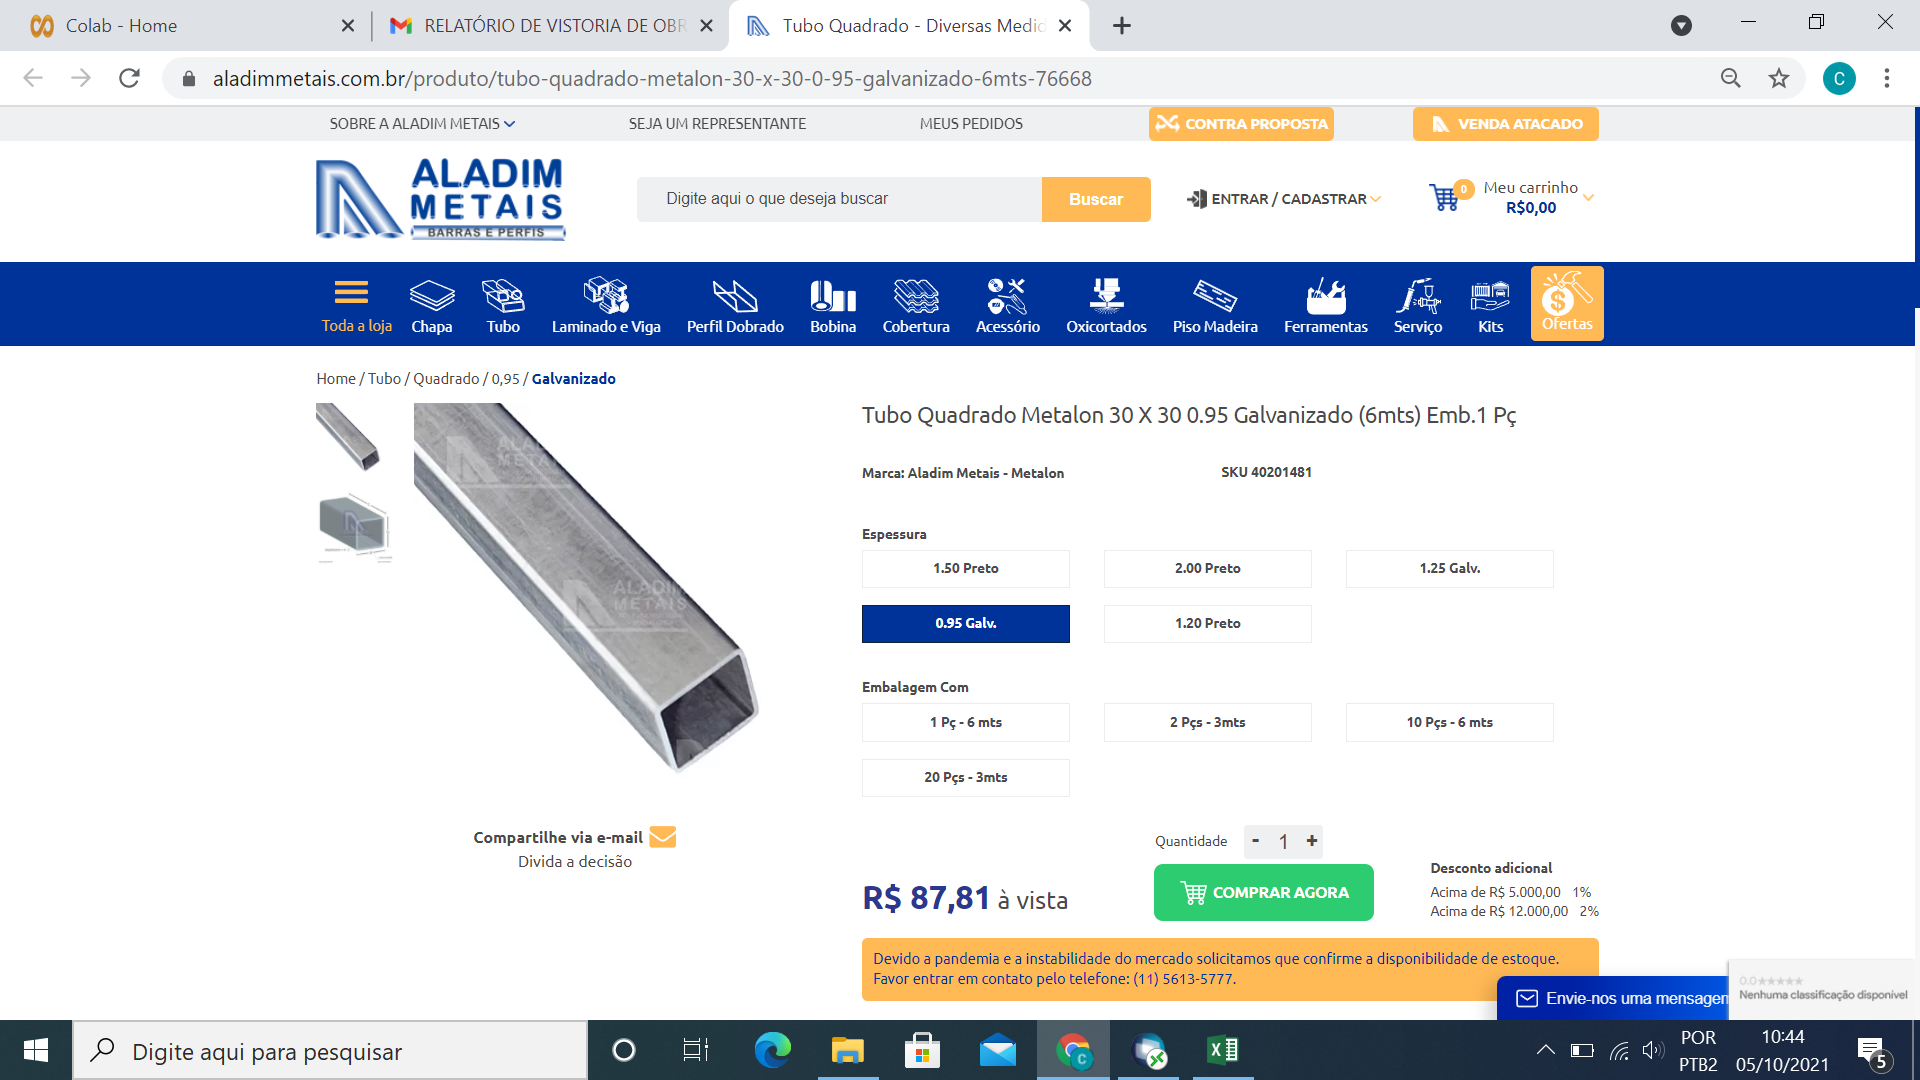 Colab - Home
RELATÓRIO DE VISTORIA DE OBR
Tubo Quadrado - Diversas Medid
aladimmetais.com.br/produto/tubo-quadrado-metalon-30-x-30-0-95-galvanizado-6mts-76668
C
SOBRE A ALADIM METAIS
SEJA UM REPRESENTANTE
MEUS PEDIDOS
CONTRA PROPOSTA
VENDA ATACADO
ALADIM
METAIS
BARRAS E PERFIS
Digite aqui o que deseja buscar
Buscar
ENTRAR / CADASTRAR
0
Meu carrinho
R$0,00
Toda a loja
Chapa
Tubo
Laminado e Viga
Perfil Dobrado
Bobina
Cobertura
Acessório
Oxicortados
Piso Madeira
Ferramentas
Serviço
Kits
Ofertas
Home / Tubo / Quadrado / 0,95 / Galvanizado
Tubo Quadrado Metalon 30 X 30 0.95 Galvanizado (6mts) Emb.1 Pç
Marca: Aladim Metais - Metalon
SKU 40201481
Espessura
1.50 Preto
2.00 Preto
1.25 Galv.
0.95 Galv.
1.20 Preto
Embalagem Com
1 Pç - 6 mts
2 Pçs - 3mts
10 Pçs - 6 mts
20 Pçs - 3mts
ALADIM
METAIS
Compartilhe via e-mail
Divida a decisão
Quantidade
- 1 +
R$ 87,81 à vista
COMPRAR AGORA
Desconto adicional
Acima de R$ 5.000,00 1%
Acima de R$ 12.000,00 2%
Devido a pandemia e a instabilidade do mercado solicitamos que confirme a disponibilidade de estoque.
Favor entrar em contato pelo telefone: (11) 5613-5777.
Envie-nos uma mensagem
0.0★★★★★
Nenhuma classificação disponível
Digite aqui para pesquisar
C
POR
PTB2
10:44
05/10/2021
5